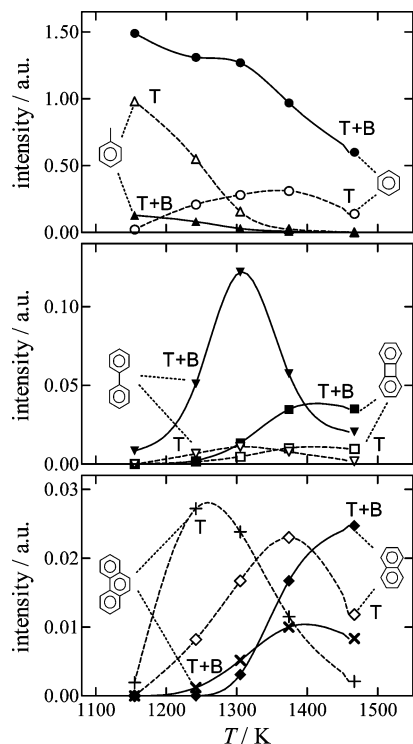 intensity / a.u.
1.50
1.00
0.50
0.00
T
T+B
T+B
T
intensity / a.u.
0.10
0.05
0.00
T+B
T+B
T
T
intensity / a.u.
0.03
0.02
0.01
0.00
T
T+B
T
T+B
1100 1200 1300 1400 1500
T / K